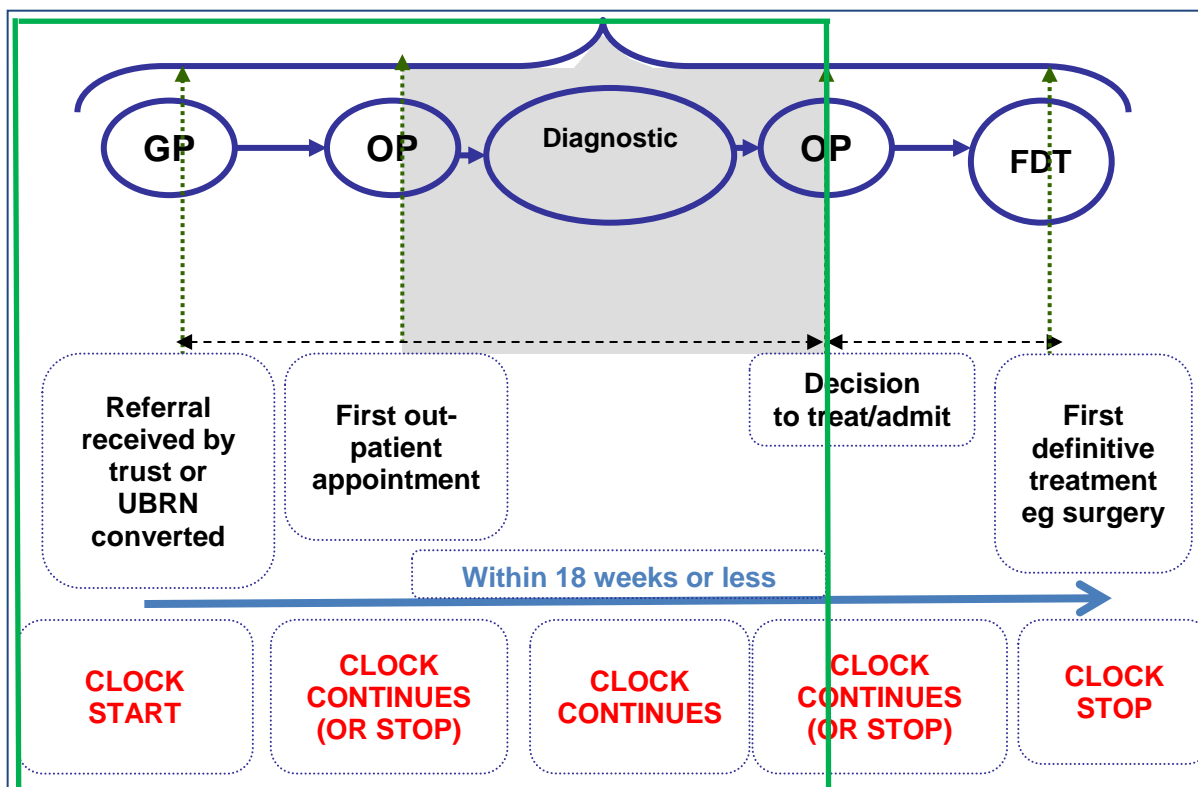 GP
OP
Diagnostic
OP
FDT
Referral
received by
trust or
UBRN
converted
First out-
patient
appointment
Decision
to treat/admit
First
definitive
treatment
eg surgery
Within 18 weeks or less
CLOCK
START
CLOCK
CONTINUES
(OR STOP)
CLOCK
CONTINUES
CLOCK
CONTINUES
(OR STOP)
CLOCK
STOP